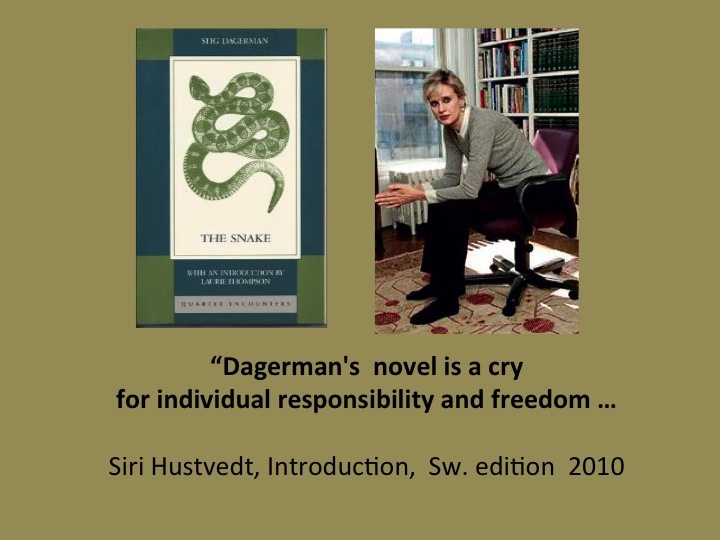 STIG DAGERMAN
THE SNAKE
WITH AN INTRODUCTION BY
LAURIE THOMPSON
QUARTET ENCOUNTERS
“Dagerman's  novel is a cry
for individual responsibility and freedom …
Siri Hustvedt, Introduction,  Sw. edition  2010